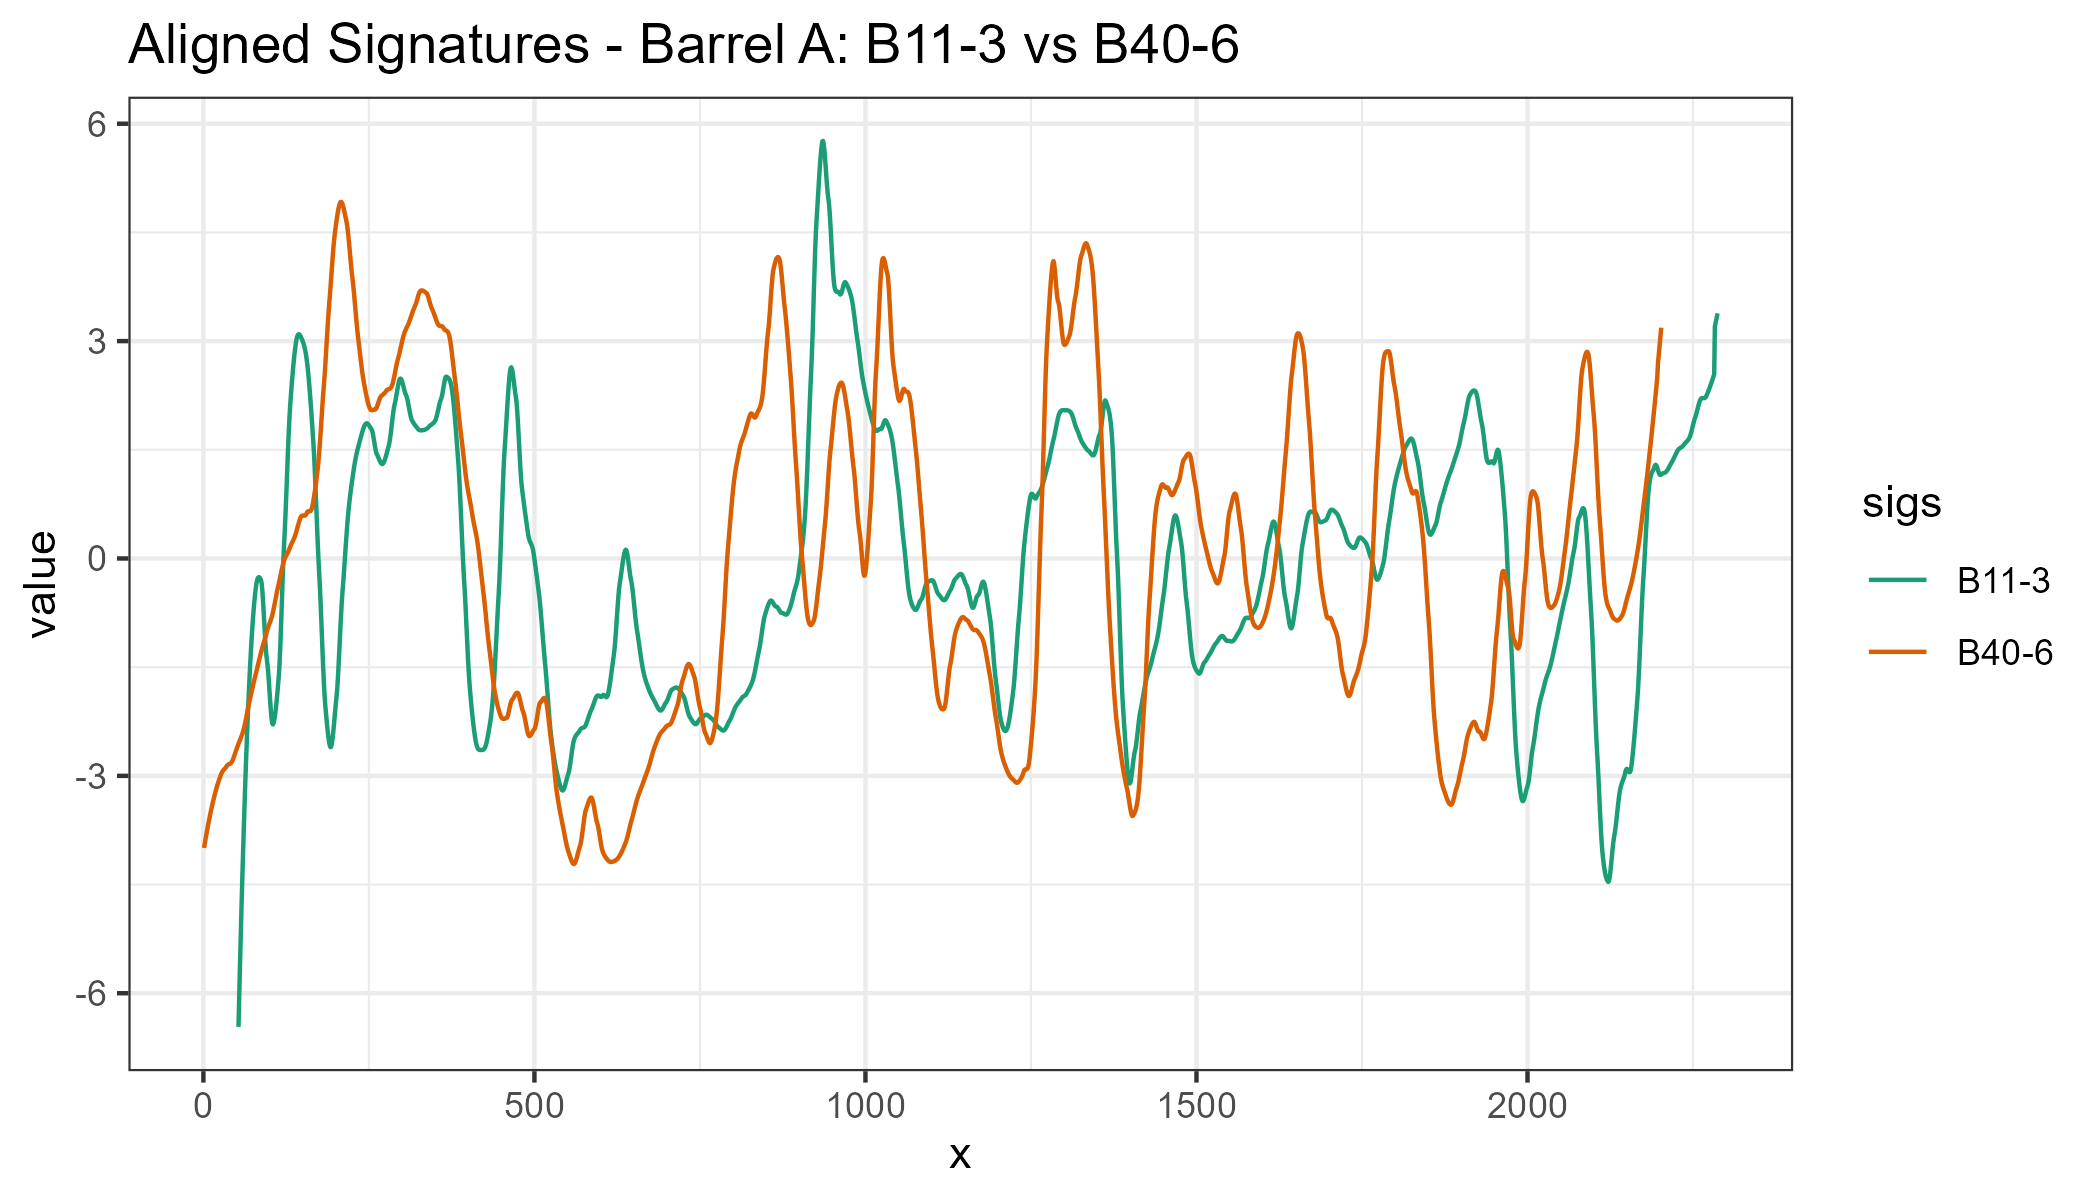 Aligned Signatures - Barrel A: B11-3 vs B40-6
6
3
0
-3
-6
value
0 500 1000 1500 2000
x
sigs
B11-3
B40-6